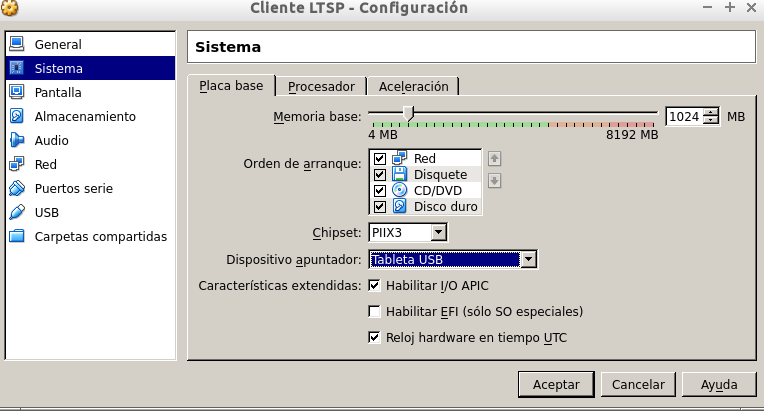 Cliente LTSP - Configuración
General
Sistema
Pantalla
Almacenamiento
Audio
Red
Puertos serie
USB
Carpetas compartidas
Sistema
Placa base Procesador Aceleración
Memoria base: 1024 MB
4 MB 8192 MB
Orden de arranque: Red
Disquete
CD/DVD
Disco duro
Chipset: PIIX3
Dispositivo apuntador: Tableta USB
Características extendidas: Habilitar I/O APIC
Habilitar EFI (sólo SO especiales)
Reloj hardware en tiempo UTC
Aceptar Cancelar Ayuda